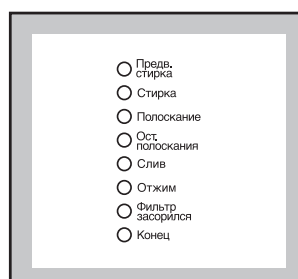 Предв.
стирка
Стирка
Полоскание
Ост.
полоскания
Слив
Отжим
Фильтр
засорился
Конец